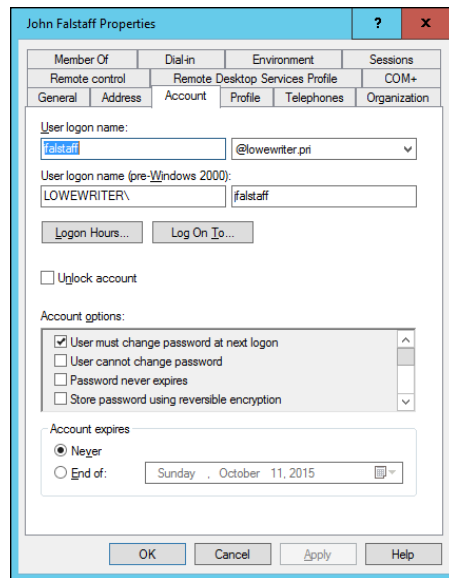 John Falstaff Properties ? x
Member Of Dial-in Environment Sessions
Remote control Remote Desktop Services Profile COM+
General Address Account Profile Telephones Organization
User logon name:
falstaff @lowewriter.pri
User logon name (pre-Windows 2000):
LOWEWRITER\ jfalstaff
Logon Hours... Log On To...
Unlock account
Account options:
User must change password at next logon
User cannot change password
Password never expires
Store password using reversible encryption
Account expires
Never
End of: Sunday , October 11, 2015
OK Cancel Apply Help